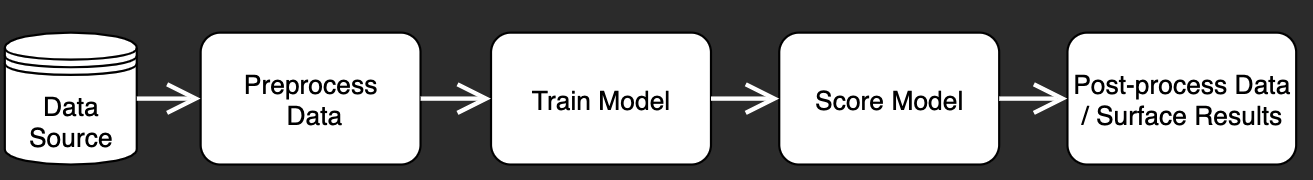 Data
Source
Preprocess
Data
Train Model
Score Model
Post-process Data
/ Surface Results